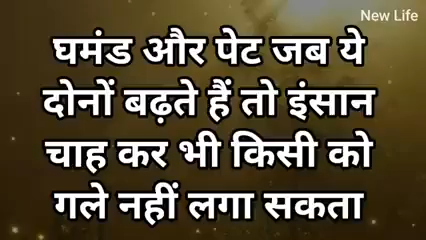 New Life
घमंड और पेट जब ये
दोनों बढ़ते हैं तो इंसान
चाह कर भी किसी को
गले नहीं लगा सकता